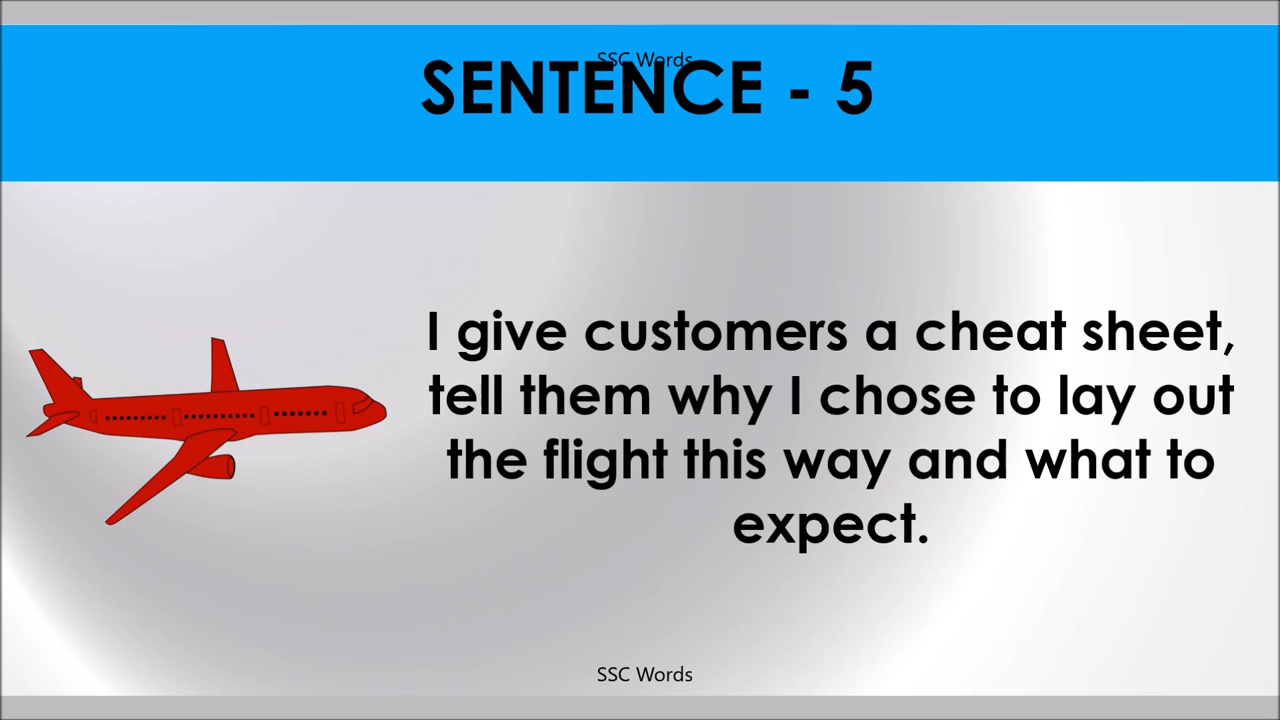 SSC Words
SENTENCE - 5
I give customers a cheat sheet,
tell them why I chose to lay out
the flight this way and what to
expect.
SSC Words